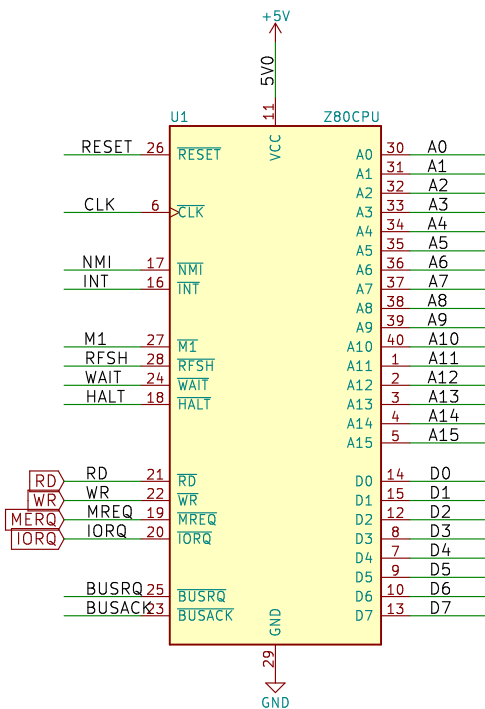 +5V
5V0
11
U1 Z80CPU
VCC
RESET 26 RESET A0 30 A0
A1 31 A1
A2 32 A2
CLK 6 CLK A3 33 A3
A4 34 A4
A5 35 A5
NMI 17 NMI A6 36 A6
INT 16 INT A7 37 A7
A8 38 A8
A9 39 A9
M1 27 M1 A10 40 A10
RFSH 28 RFSH A11 1 A11
WAIT 24 WAIT A12 2 A12
HALT 18 HALT A13 3 A13
A14 4 A14
A15 5 A15
RD RD 21 RD D0 14 D0
WR WR 22 WR D1 15 D1
MERQ MREQ 19 MREQ D2 12 D2
IORQ IORQ 20 IORQ D3 8 D3
D4 7 D4
D5 9 D5
BUSRQ 25 BUSRQ D6 10 D6
BUSACK 23 BUSACK D7 13 D7
GND
29
GND